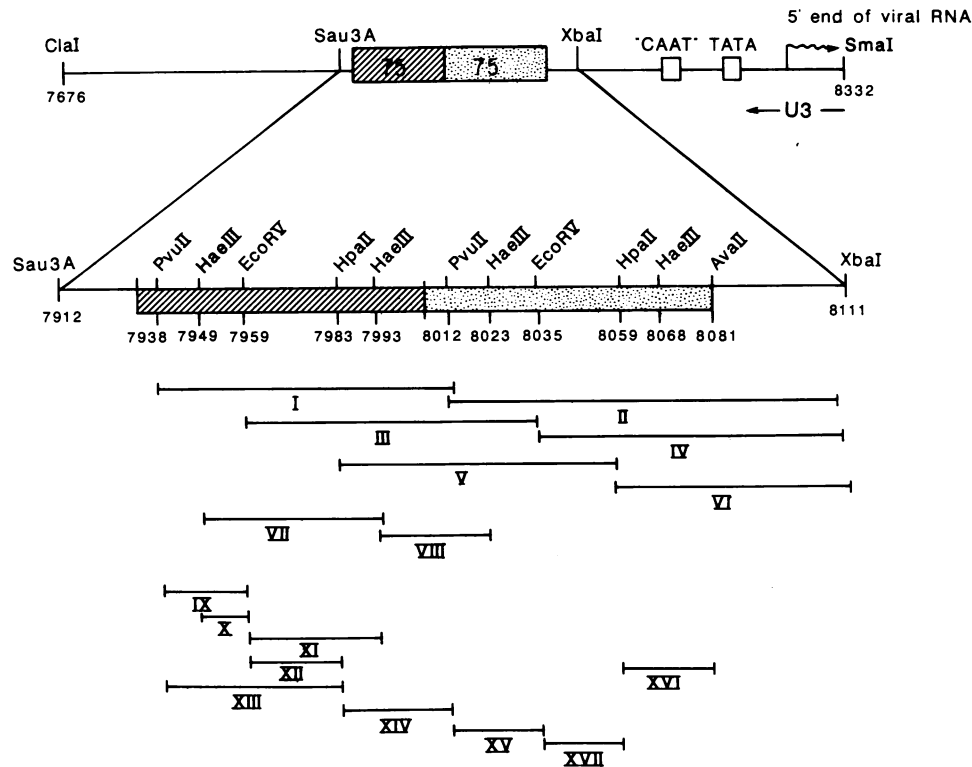 5' end of viral RNA
ClaI Sau3A XbaI "CAAT" TATA SmaI
75 75
7676 8332
U3
Sau3A PvuII HaeIII EcoRV HpaII HaeIII PvuII HaeIII EcoRV HpaII HaeIII AvaII XbaI
7912 7938 7949 7959 7983 7993 8012 8023 8035 8059 8068 8081 8111
I II
III IV
V
VI
VII VIII
IX
X
XI
XII XVI
XIII
XIV
XV
XVII